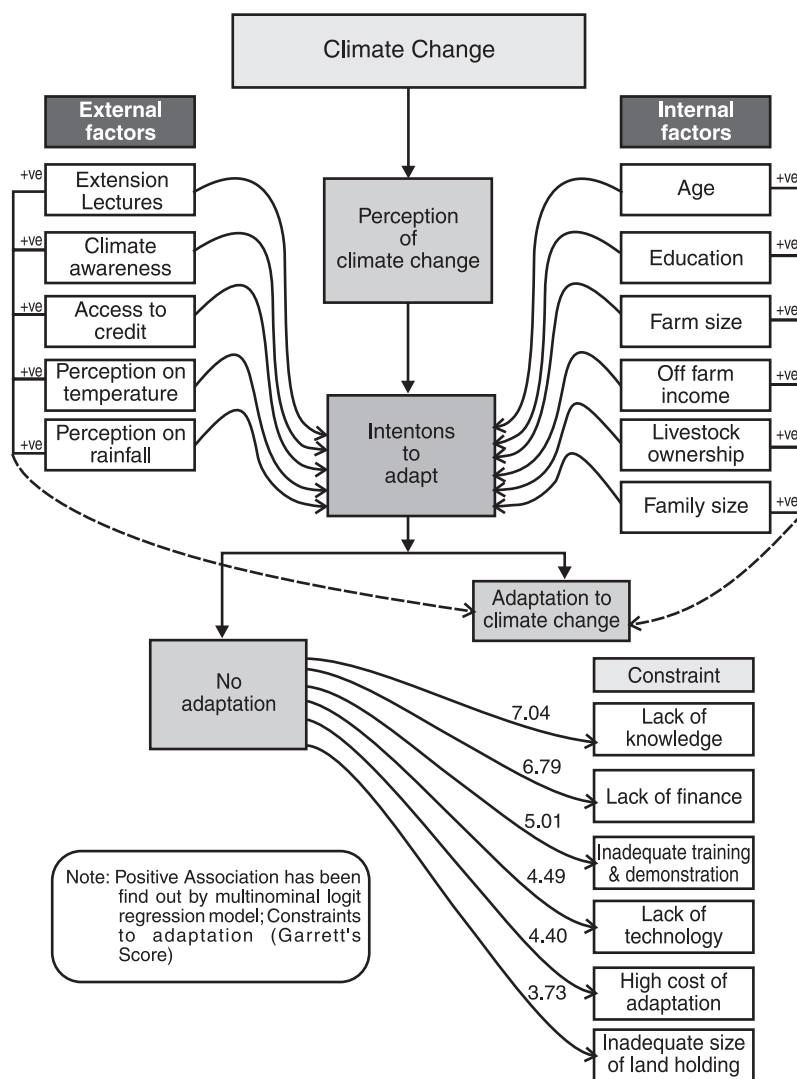 Climate Change
External
factors
Internal
factors
+ve
Extension
Lectures
+ve
Climate
awareness
+ve
Access to
credit
+ve
Perception on
temperature
+ve
Perception on
rainfall
Perception
of
climate change
Intentons
to
adapt
Age
+ve
Education
+ve
Farm size
+ve
Off farm
income
+ve
Livestock
ownership
+ve
Family size
+ve
Adaptation to
climate change
No
adaptation
Constraint
7.04
Lack of
knowledge
6.79
Lack of finance
5.01
Inadequate training
& demonstration
4.49
Lack of
technology
4.40
High cost of
adaptation
3.73
Inadequate size
of land holding
Note: Positive Association has been
find out by multinominal logit
regression model; Constraints
to adaptation (Garrett's
Score)